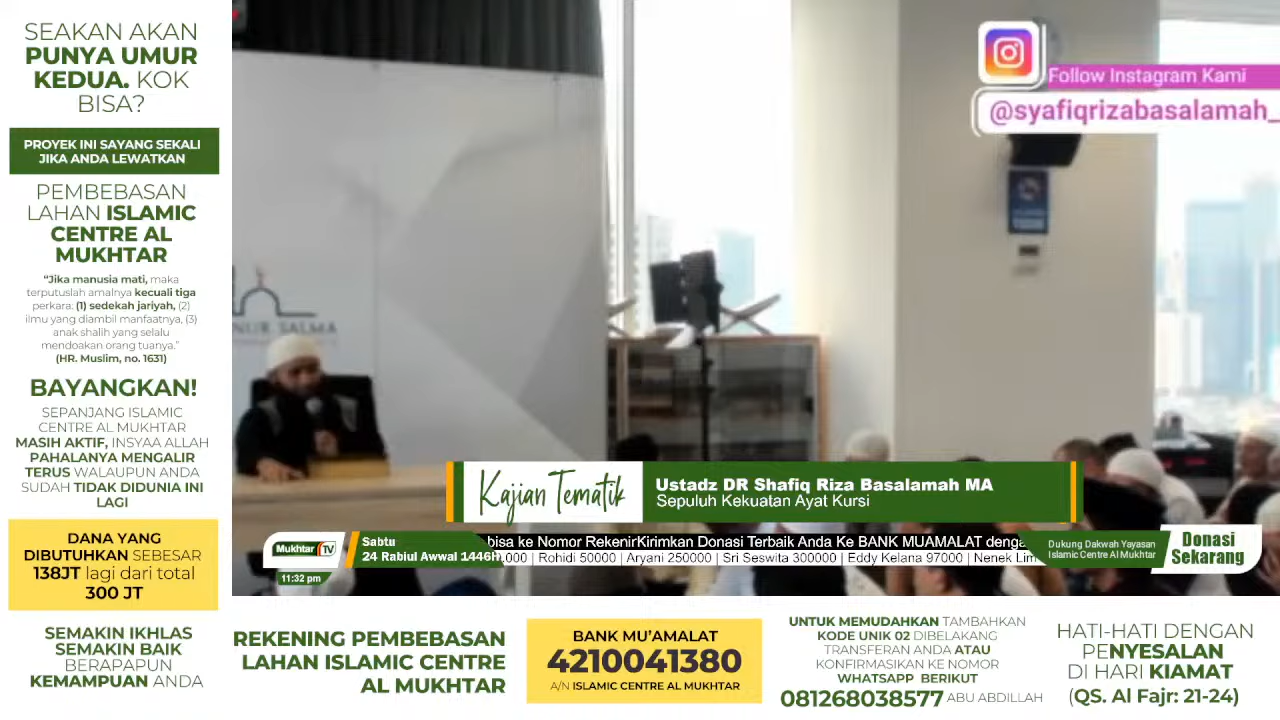 SEAKAN AKAN
PUNYA UMUR
KEDUA. KOK
BISA?
PROYEK INI SAYANG SEKALI
JIKA ANDA LEWATKAN
PEMBEBASAN
LAHAN ISLAMIC
CENTRE AL
MUKHTAR
“Jika manusia mati, maka
terputuslah amalnya kecuali tiga
perkara: (1) sedekah jariyah, (2)
ilmu yang diambil manfaatnya, (3)
anak shalih yang selalu
mendoakan orang tuanya.”
(HR. Muslim, no. 1631)
BAYANGKAN!
SEPANJANG ISLAMIC
CENTRE AL MUKHTAR
MASIH AKTIF, INSYAA ALLAH
PAHALANYA MENGALIR
TERUS WALAUPUN ANDA
SUDAH TIDAK DIDUNIA INI
LAGI
DANA YANG
DIBUTUHKAN SEBESAR
138JT lagi dari total
300 JT
SEMAKIN IKHLAS
SEMAKIN BAIK
BERAPAPUN
KEMAMPUAN ANDA
Follow Instagram Kami
@syafiqrizabasalamah_
NUR SALMA
Kajian Tematik
Ustadz DR Shafiq Riza Basalamah MA
Sepuluh Kekuatan Ayat Kursi
Mukhtar TV
11:32 pm
Sabtu
24 Rabiul Awwal 1446H
bisa ke Nomor RekenirKirimkan Donasi Terbaik Anda Ke BANK MUAMALAT denga
000 | Rohidi 50000 | Aryani 250000 | Sri Seswita 300000 | Eddy Kelana 97000 | Nenek Lim
Dukung Dakwah Yayasan
Islamic Centre Al Mukhtar
Donasi
Sekarang
REKENING PEMBEBASAN
LAHAN ISLAMIC CENTRE
AL MUKHTAR
BANK MU’AMALAT
4210041380
A/N ISLAMIC CENTRE AL MUKHTAR
UNTUK MEMUDAHKAN TAMBAHKAN
KODE UNIK 02 DIBELAKANG
TRANSFERAN ANDA ATAU
KONFIRMASIKAN KE NOMOR
WHATSAPP BERIKUT
081268038577 ABU ABDILLAH
HATI-HATI DENGAN
PENYESALAN
DI HARI KIAMAT
(QS. Al Fajr: 21-24)